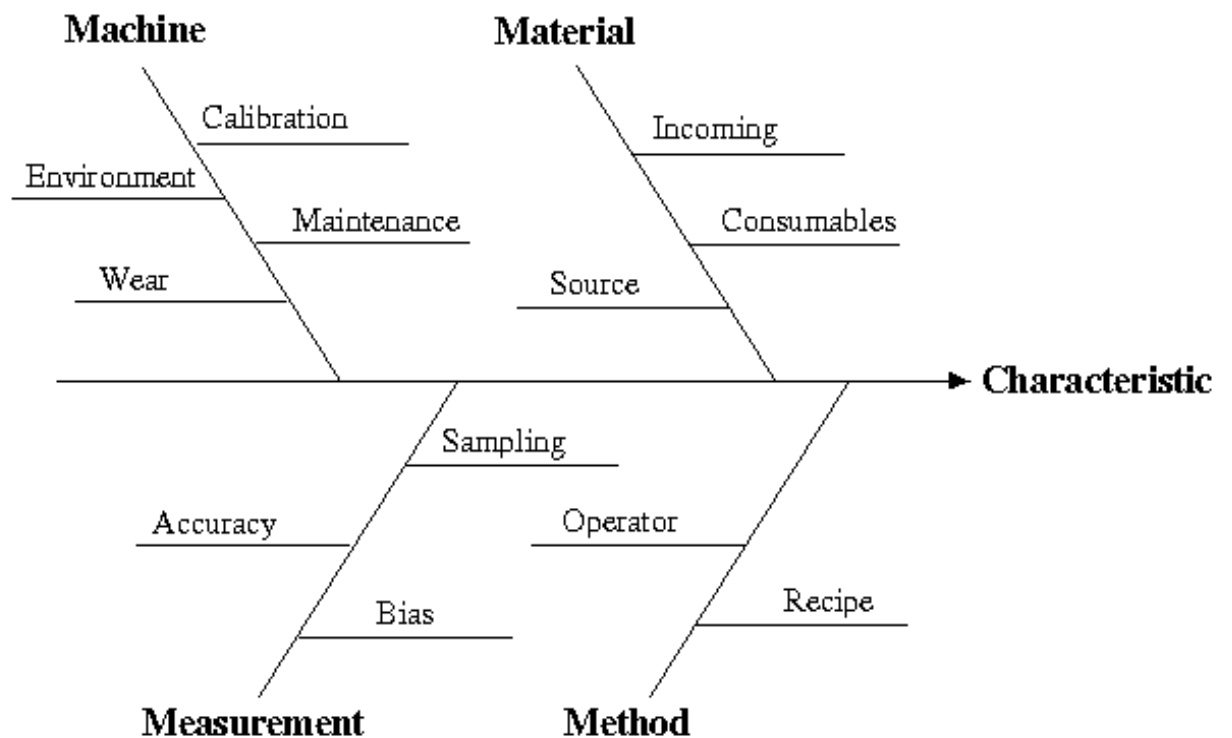 Machine
Material
Calibration
Incoming
Environment
Maintenance
Consumables
Wear
Source
Characteristic
Sampling
Accuracy
Operator
Bias
Recipe
Measurement
Method